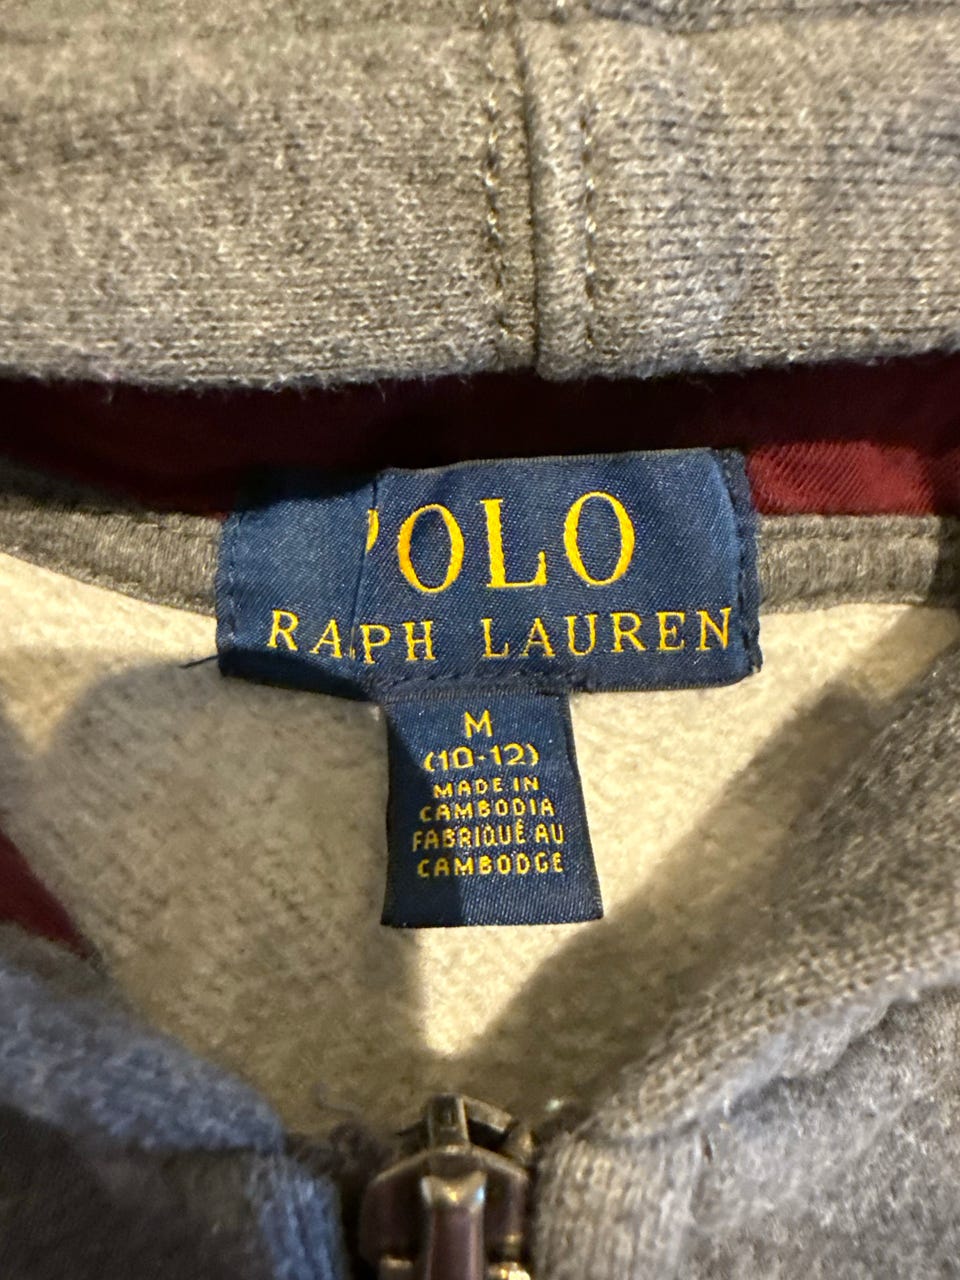 POLO
RALPH LAUREN
M
(10-12)
MADE IN
CAMBODIA
FABRIQUÉ AU
CAMBODGE